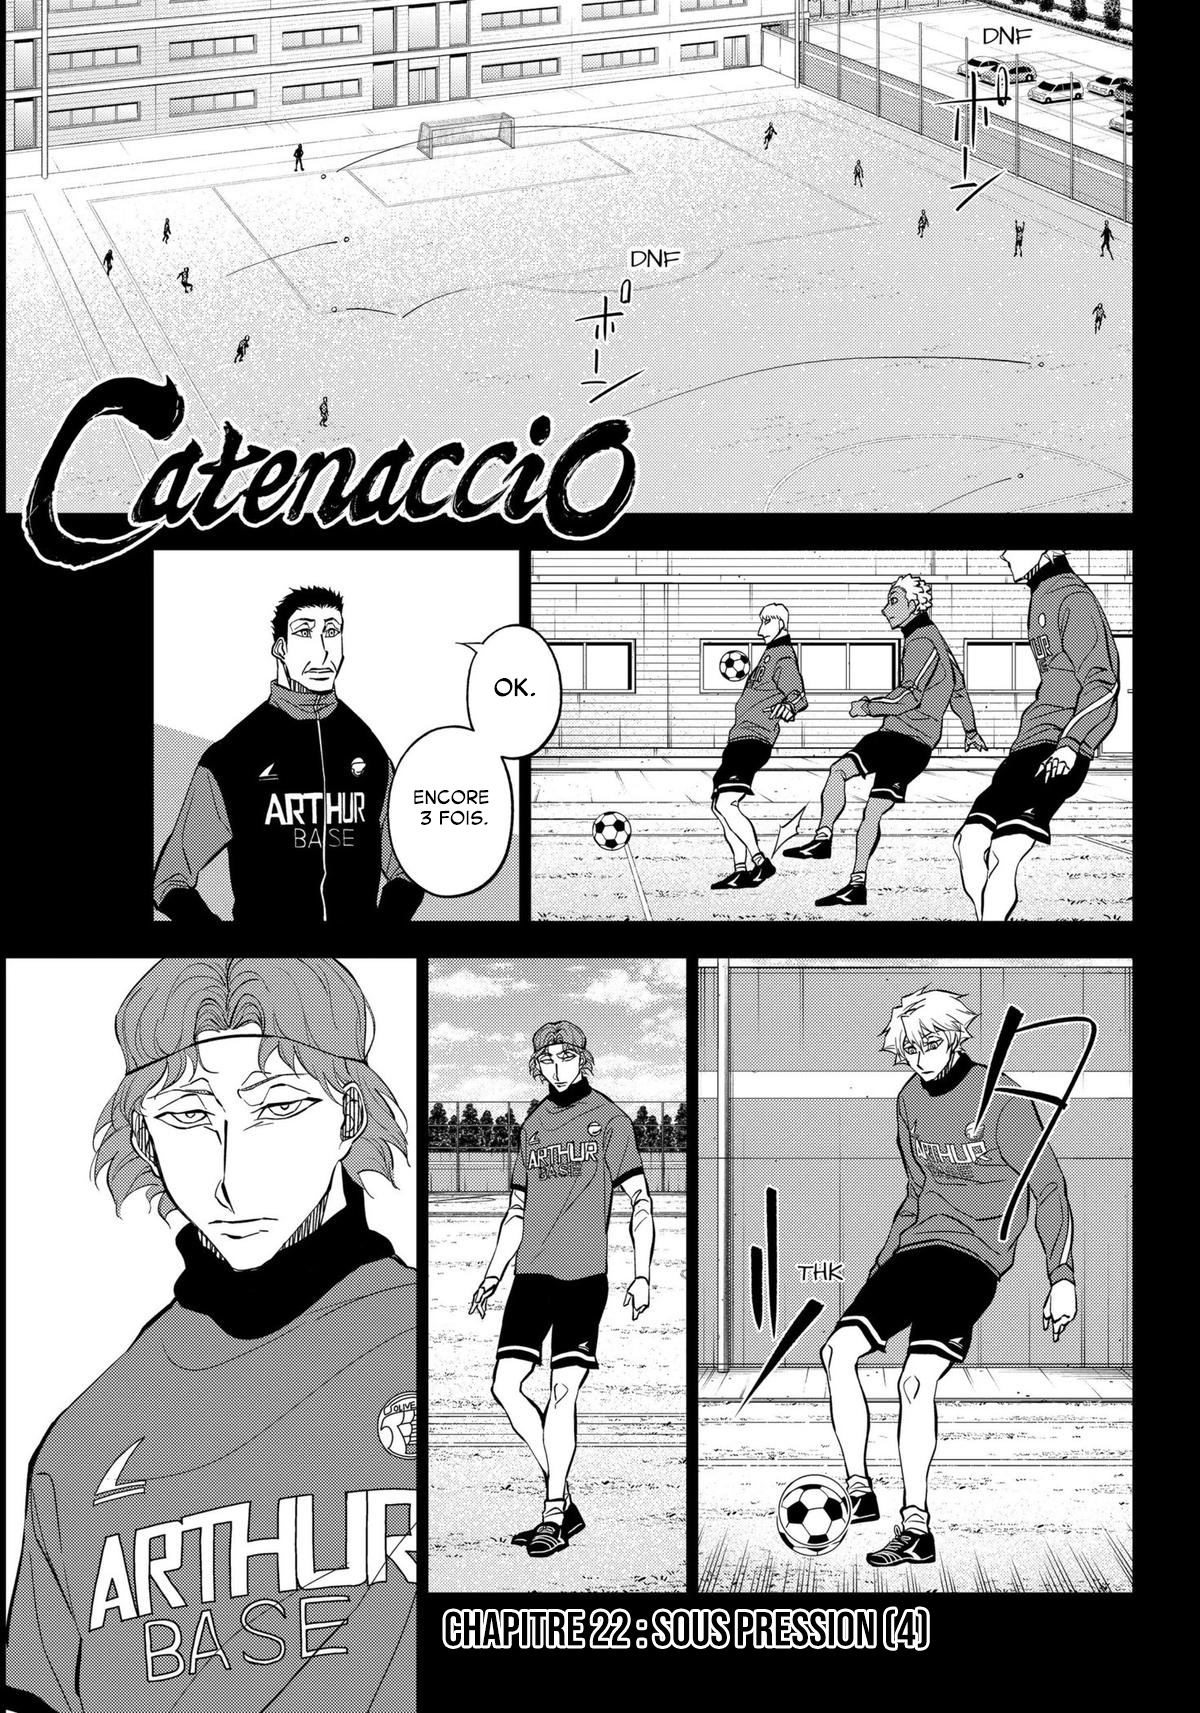 DNF
ポーン
DNF
ポーン
Catenaccio
OK.
ENCORE
3 FOIS.
ARTHUR
BASE
ARTHUR
BASE
THK
ARTHUR
BASE
J OLIVE
ARTHUR
BASE
CHAPITRE 22 : SOUS PRESSION (4)